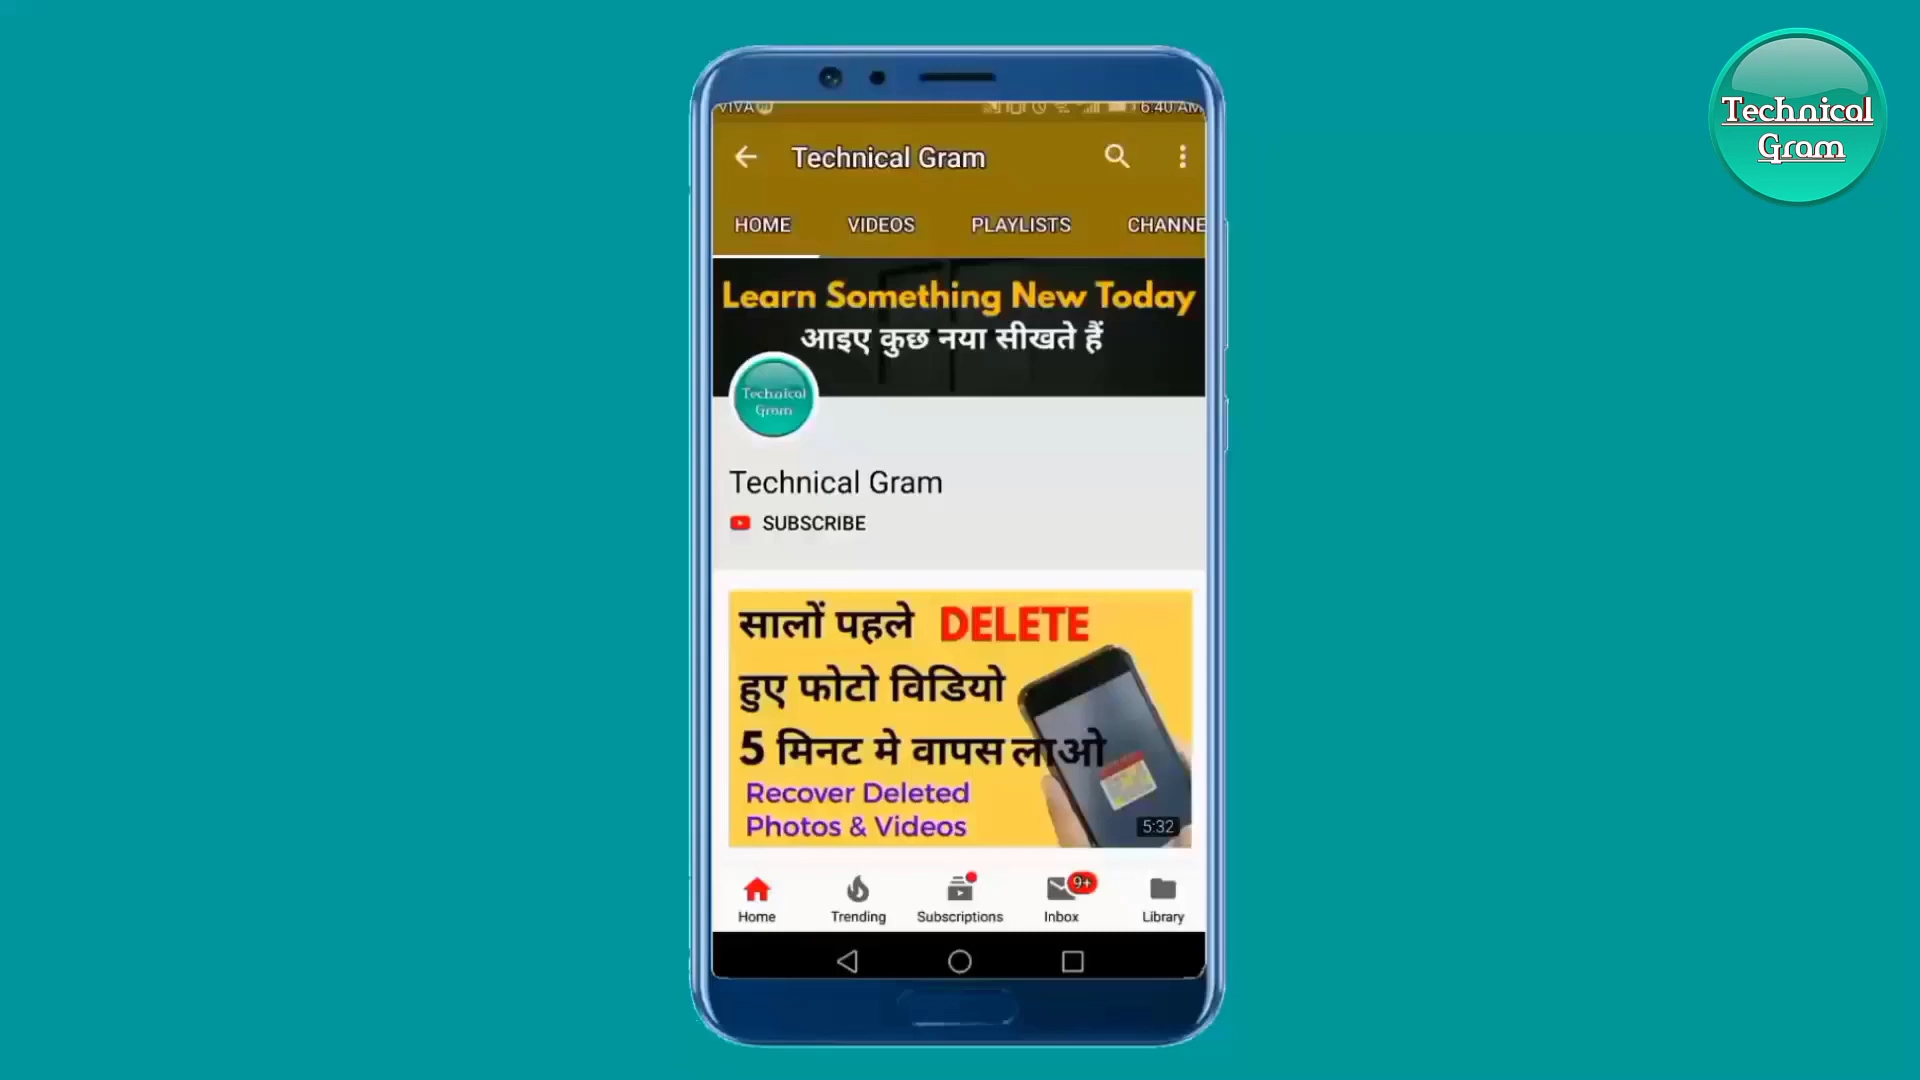 Technical
Gram
VIVA
6:40 AM
Technical Gram
HOME VIDEOS PLAYLISTS CHANNE
Learn Something New Today
आइए कुछ नया सीखते हैं
Technical
Gram
Technical Gram
SUBSCRIBE
सालों पहले DELETE
हुए फोटो विडियो
5 मिनट मे वापस लाओ
Recover Deleted
Photos & Videos
5:32
9+
Home Trending Subscriptions Inbox Library